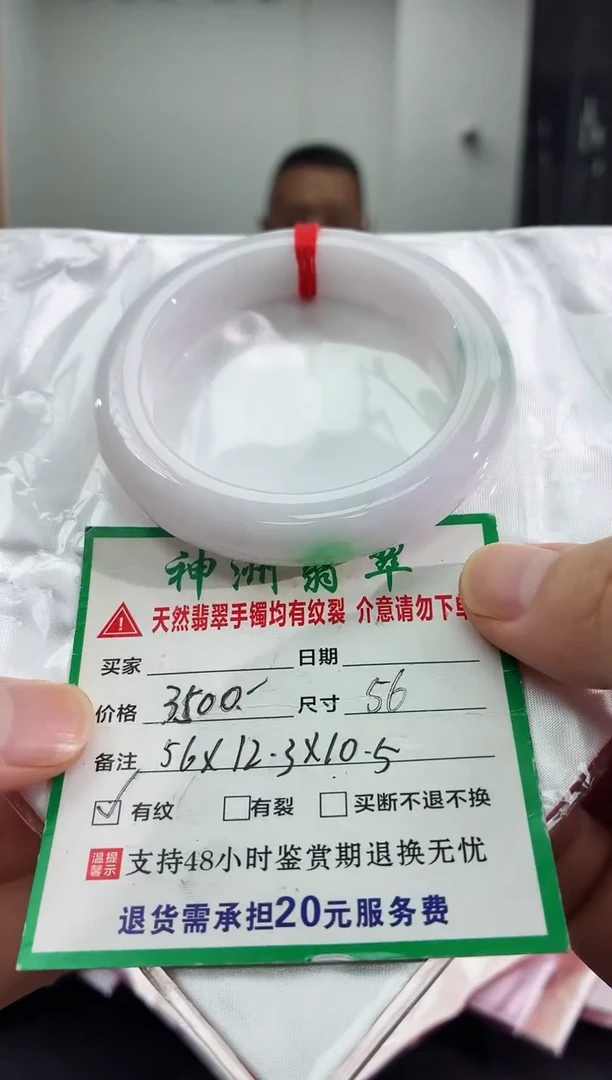 神洲翡翠
天然翡翠手镯均有纹裂 介意请勿下单
买家 日期
价格 3500.- 尺寸 56
备注 56X12.3X10.5
有纹 有裂 买断不退不换
温馨提示 支持48小时鉴赏期退换无忧
退货需承担20元服务费